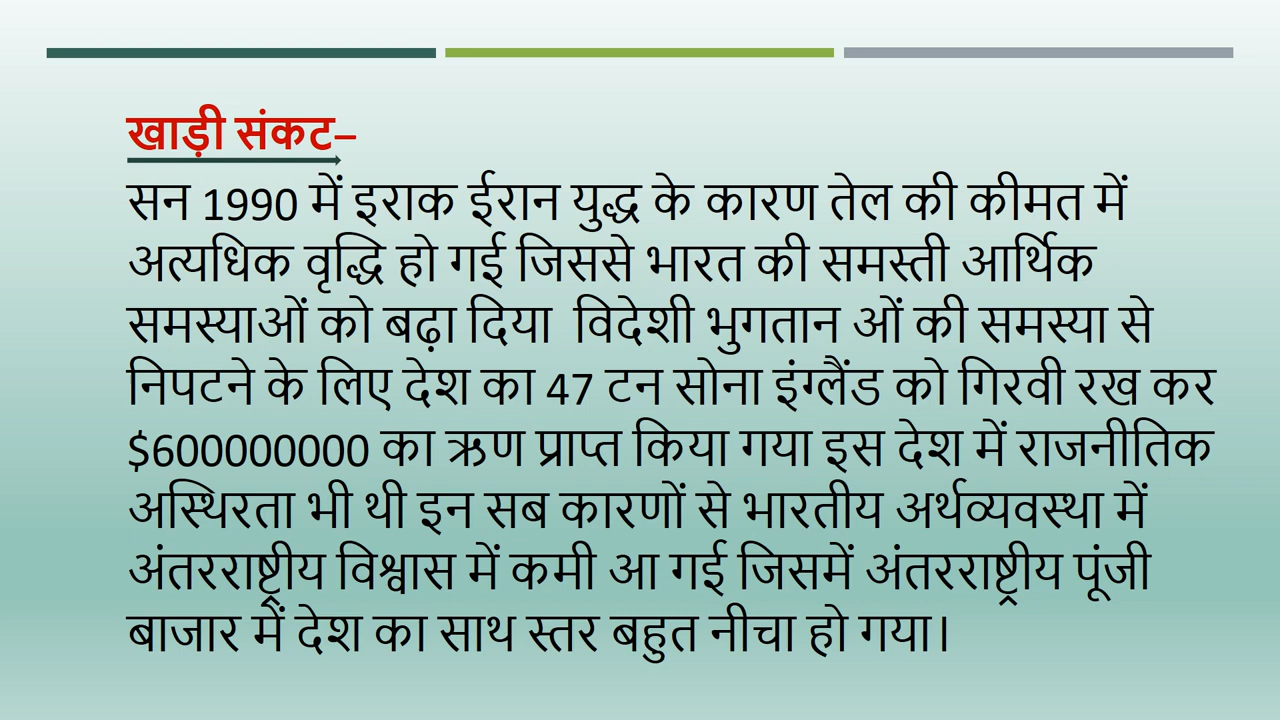 खाड़ी संकट–
सन 1990 में इराक ईरान युद्ध के कारण तेल की कीमत में
अत्यधिक वृद्धि हो गई जिससे भारत की समस्ती आर्थिक
समस्याओं को बढ़ा दिया विदेशी भुगतान ओं की समस्या से
निपटने के लिए देश का 47 टन सोना इंग्लैंड को गिरवी रख कर
$600000000 का ऋण प्राप्त किया गया इस देश में राजनीतिक
अस्थिरता भी थी इन सब कारणों से भारतीय अर्थव्यवस्था में
अंतरराष्ट्रीय विश्वास में कमी आ गई जिसमें अंतरराष्ट्रीय पूंजी
बाजार में देश का साथ स्तर बहुत नीचा हो गया।